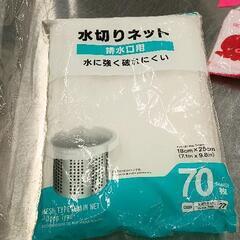 水切りネット
排水口用
水に強く破れにくい
18cm×25cm
(7.1in×9.8in)
70
枚